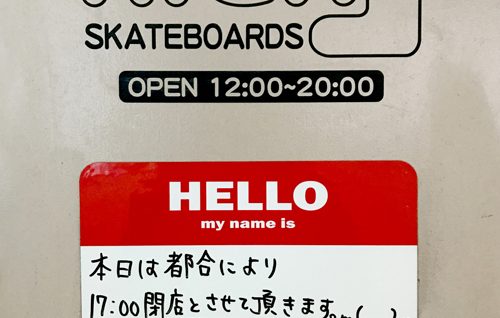 SKATEBOARDS
OPEN 12:00~20:00
HELLO
my name is
本日は都合により
17:00閉店とさせて頂きます。